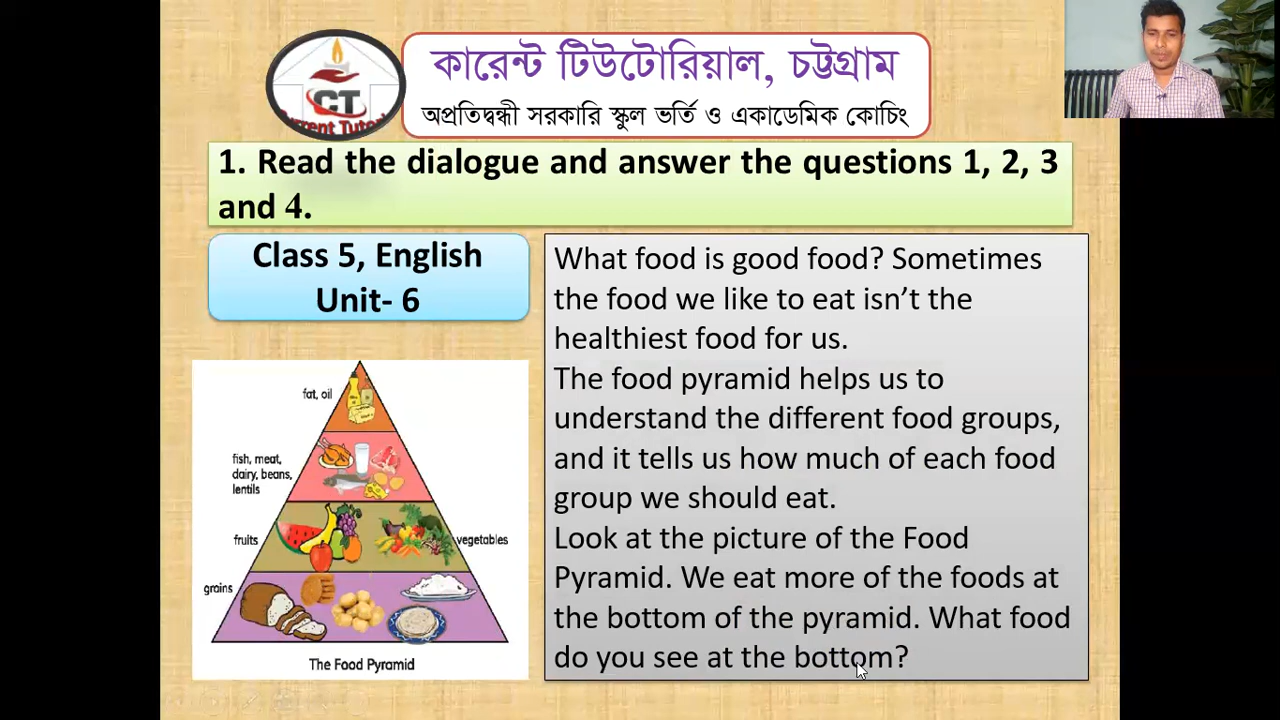 কারেন্ট টিউটোরিয়াল, চট্টগ্রাম
অপ্রতিদ্বন্ধী সরকারি স্কুল ভর্তি ও একাডেমিক কোচিং
CT
1. Read the dialogue and answer the questions 1, 2, 3
and 4.
Class 5, English
Unit- 6
fat, oil
fish, meat,
dairy, beans,
lentils
fruits
vegetables
grains
The Food Pyramid
What food is good food? Sometimes
the food we like to eat isn’t the
healthiest food for us.
The food pyramid helps us to
understand the different food groups,
and it tells us how much of each food
group we should eat.
Look at the picture of the Food
Pyramid. We eat more of the foods at
the bottom of the pyramid. What food
do you see at the bottom?